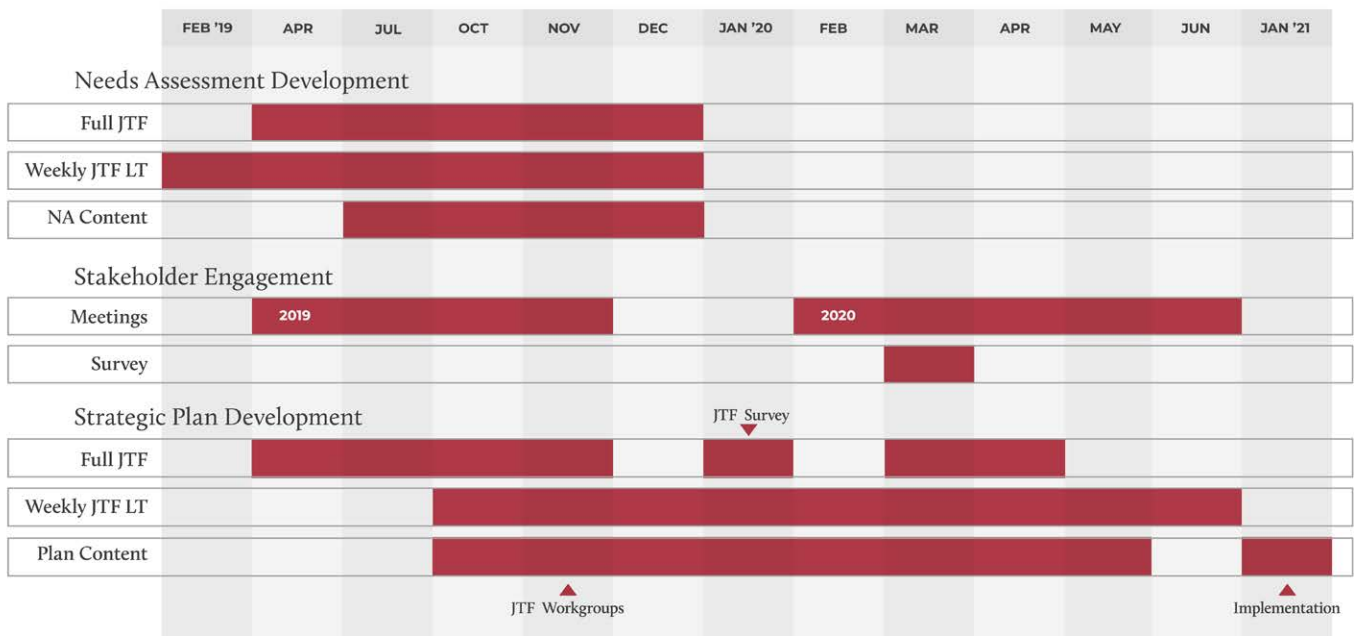 FEB ’19 APR JUL OCT NOV DEC JAN ’20 FEB MAR APR MAY JUN JAN ’21
Needs Assessment Development
Full JTF
Weekly JTF LT
NA Content
Stakeholder Engagement
Meetings 2019 2020
Survey
Strategic Plan Development
JTF Survey
Full JTF
Weekly JTF LT
Plan Content
JTF Workgroups Implementation